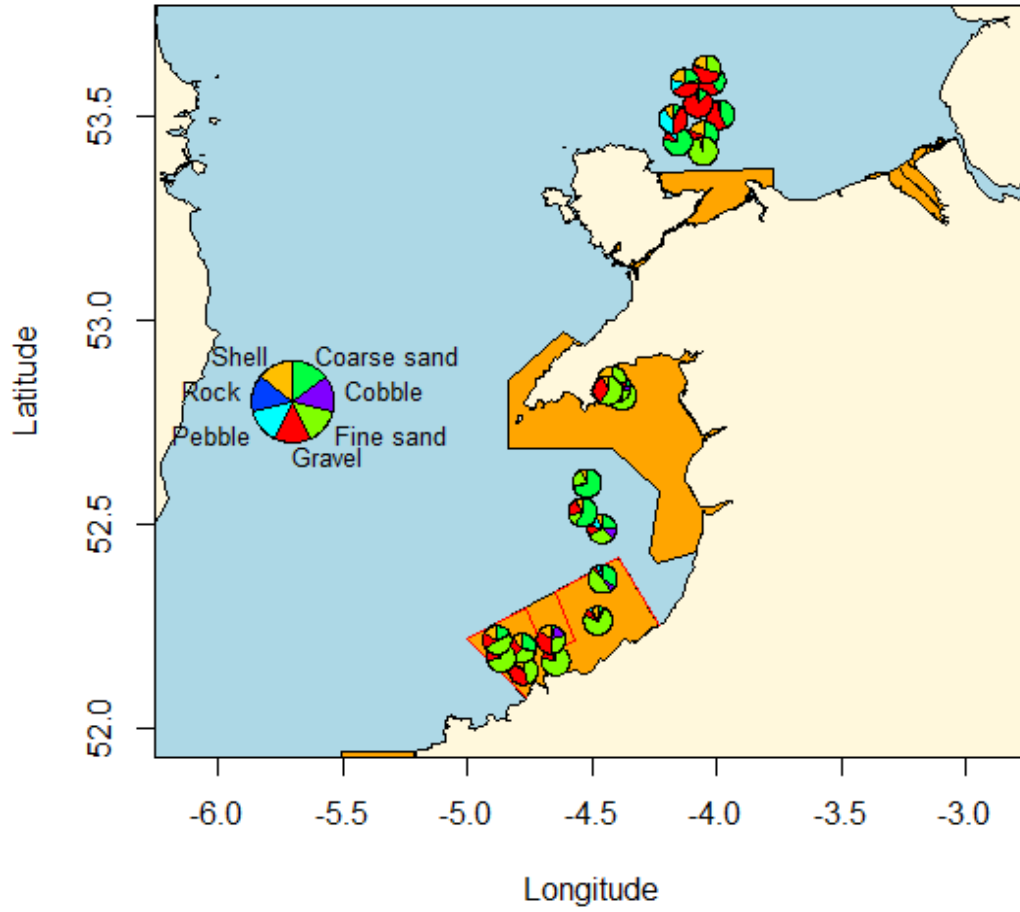 53.5
53.0
52.5
52.0
Latitude
Shell
Coarse sand
Rock
Cobble
Pebble
Fine sand
Gravel
-6.0
-5.5
-5.0
-4.5
-4.0
-3.5
-3.0
Longitude